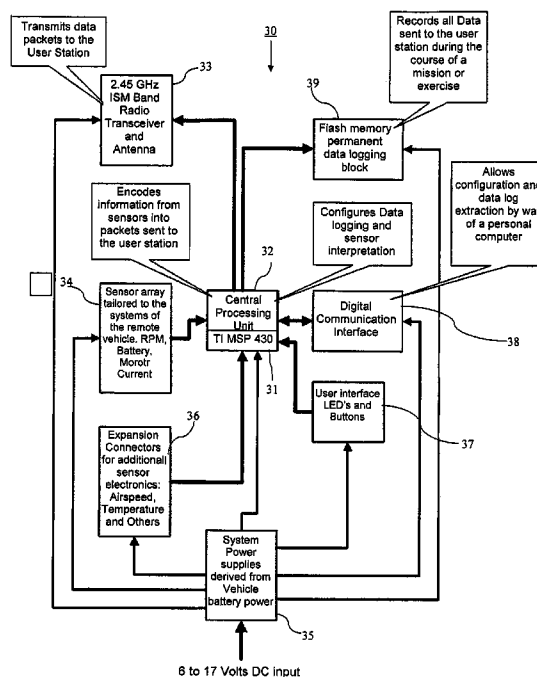 Transmits data
packets to the
User Station
33
30
Records all Data
sent to the user
station during the
course of a
mission or
exercise
2.45 GHz
ISM Band
Radio
Transceiver
and
Antenna
39
Flash memory
permanent
data logging
block
Encodes
information from
sensors into
packets sent to
the user station
32
Configures Data
logging and
sensor
interpretation
Allows
configuration and
data log
extraction by wa
of a personal
computer
34
Sensor array
tailored to the
systems of
the remote
vehicle. RPM,
Battery,
Morotr
Current
Central
Processing
Unit
TI MSP 430
31
Digital
Communication
Interface
38
36
Expansion
Connectors
for additionall
sensor
electronics:
Airspeed,
Temperature
and Others
User interface
LED's and
Buttons
37
System
Power
supplies
derived from
Vehicle
battery power
35
6 to 17 Volts DC input